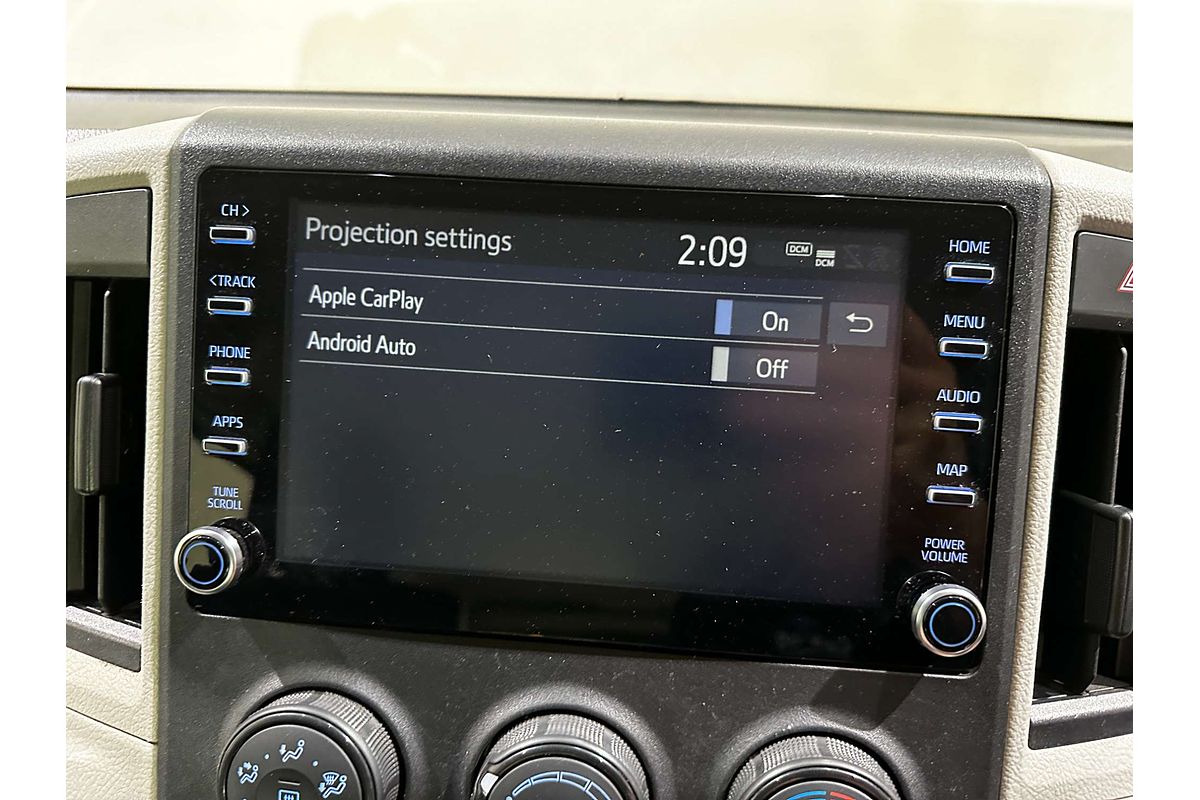 CH >
<TRACK
PHONE
APPS
TUNE
SCROLL
Projection settings
2:09
DCM
DCM
Apple CarPlay
On
Android Auto
Off
HOME
MENU
AUDIO
MAP
POWER
VOLUME